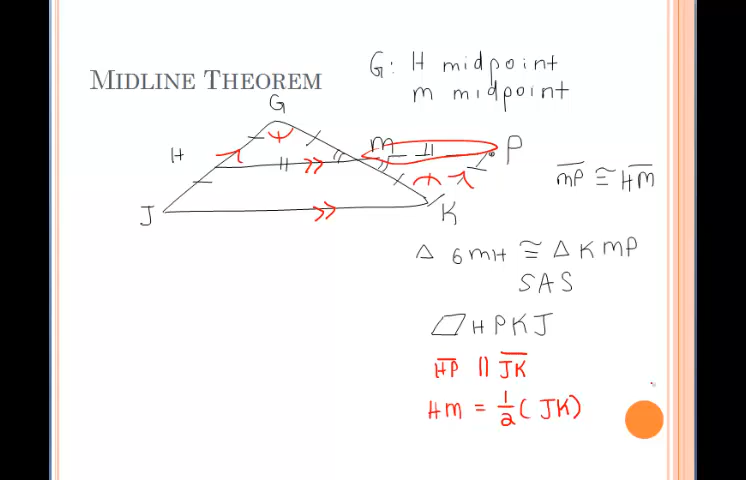 MIDLINE THEOREM
G: H midpoint
m midpoint
G
H
m
P
J
K
mP ≅ Hm
△ GmH ≅ △ KmP
SAS
▱ HPKJ
HP || JK
Hm = 1/2 (JK)